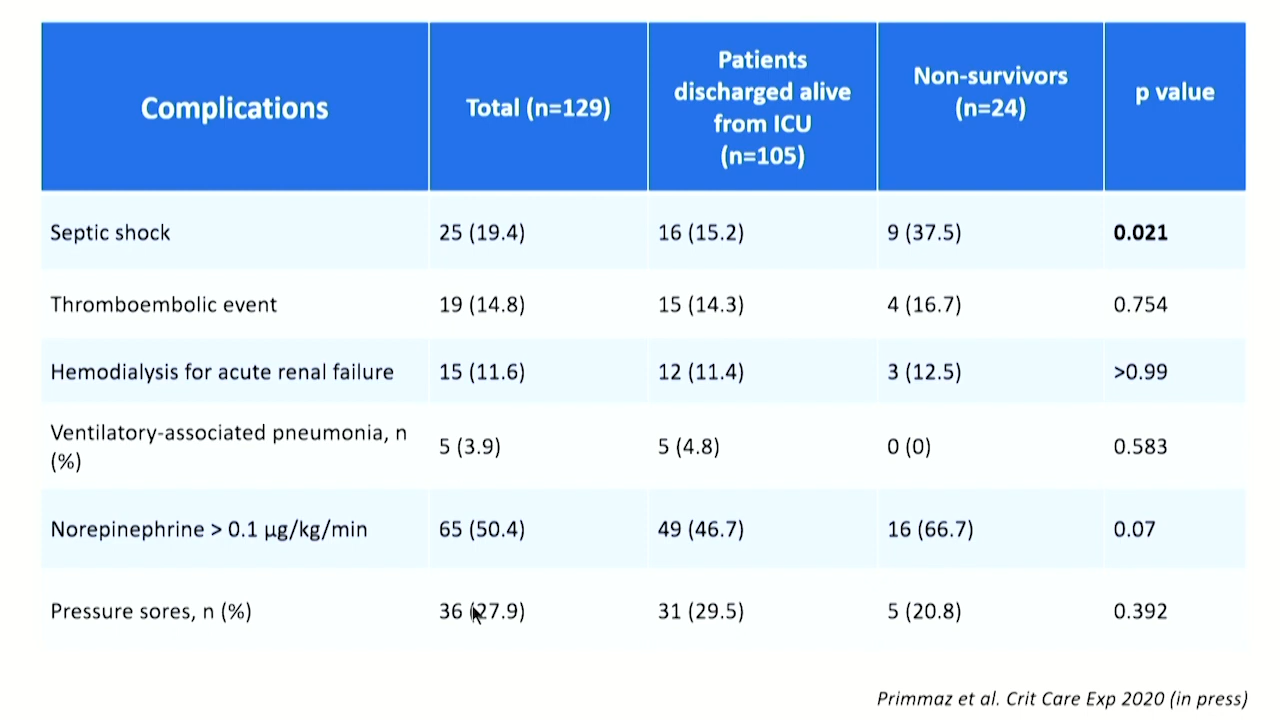 Complications Total (n=129) Patients discharged alive from ICU (n=105) Non-survivors (n=24) p value
Septic shock 25 (19.4) 16 (15.2) 9 (37.5) 0.021
Thromboembolic event 19 (14.8) 15 (14.3) 4 (16.7) 0.754
Hemodialysis for acute renal failure 15 (11.6) 12 (11.4) 3 (12.5) >0.99
Ventilatory-associated pneumonia, n (%) 5 (3.9) 5 (4.8) 0 (0) 0.583
Norepinephrine > 0.1 µg/kg/min 65 (50.4) 49 (46.7) 16 (66.7) 0.07
Pressure sores, n (%) 36 (27.9) 31 (29.5) 5 (20.8) 0.392
Primmaz et al. Crit Care Exp 2020 (in press)